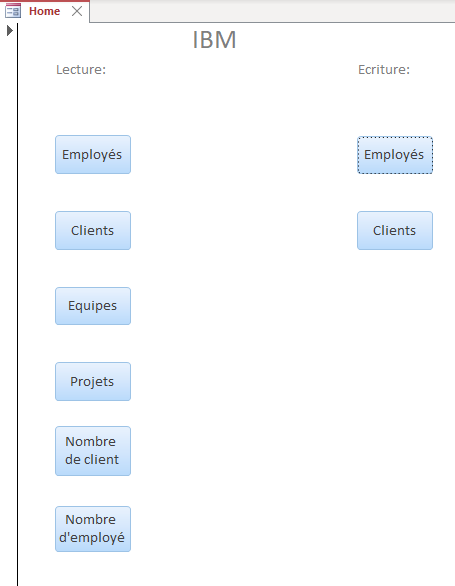 Home
IBM
Lecture:
Ecriture:
Employés
Employés
Clients
Clients
Equipes
Projets
Nombre
de client
Nombre
d'employé